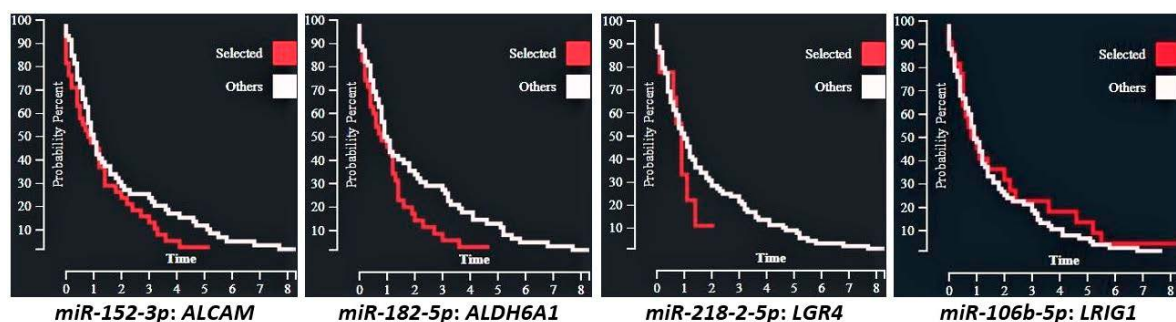 100
90
80
70
60
50
40
30
20
10
Probability Percent
Selected
Others
Time
0 1 2 3 4 5 6 7 8
miR-152-3p: ALCAM
100
90
80
70
60
50
40
30
20
10
Probability Percent
Selected
Others
Time
0 1 2 3 4 5 6 7 8
miR-182-5p: ALDH6A1
100
90
80
70
60
50
40
30
20
10
Probability Percent
Selected
Others
Time
0 1 2 3 4 5 6 7 8
miR-218-2-5p: LGR4
100
90
80
70
60
50
40
30
20
10
Probability Percent
Selected
Others
Time
0 1 2 3 4 5 6 7 8
miR-106b-5p: LRIG1